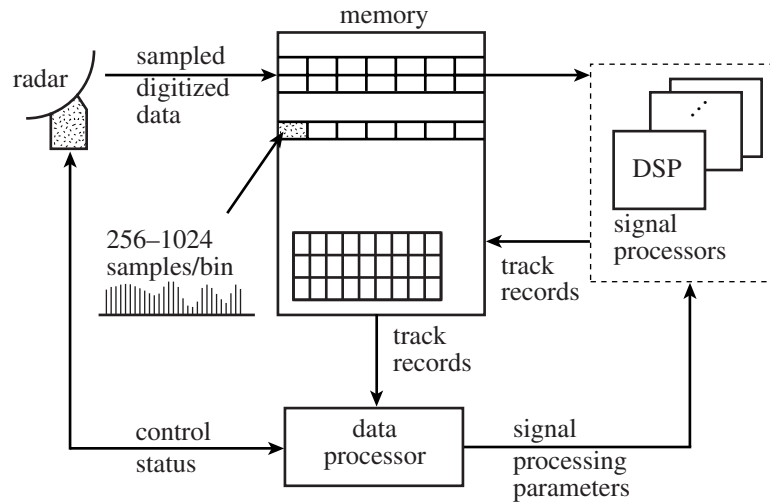 memory
radar
sampled
digitized
data
DSP
signal
processors
256–1024
samples/bin
track
records
track
records
control
status
data
processor
signal
processing
parameters